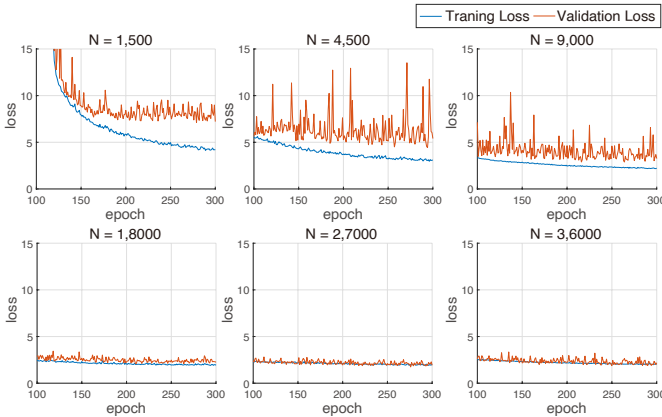 Traning Loss Validation Loss
N = 1,500 N = 4,500 N = 9,000
15 15 15
10 10 10
loss
5 5 5
0 0 0
100 150 200 250 300 100 150 200 250 300 100 150 200 250 300
epoch epoch epoch
N = 1,8000 N = 2,7000 N = 3,6000
15 15 15
10 10 10
loss loss
5 5 5
0 0 0
100 150 200 250 300 100 150 200 250 300 100 150 200 250 300
epoch epoch epoch